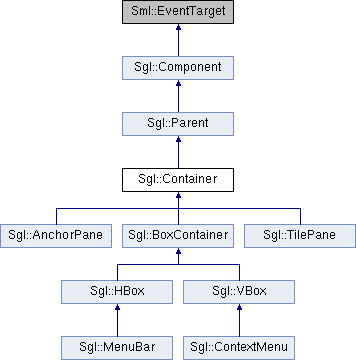 Sml::EventTarget
Sgl::Component
Sgl::Parent
Sgl::Container
Sgl::AnchorPane
Sgl::BoxContainer
Sgl::TilePane
Sgl::HBox
Sgl::VBox
Sgl::MenuBar
Sgl::ContextMenu